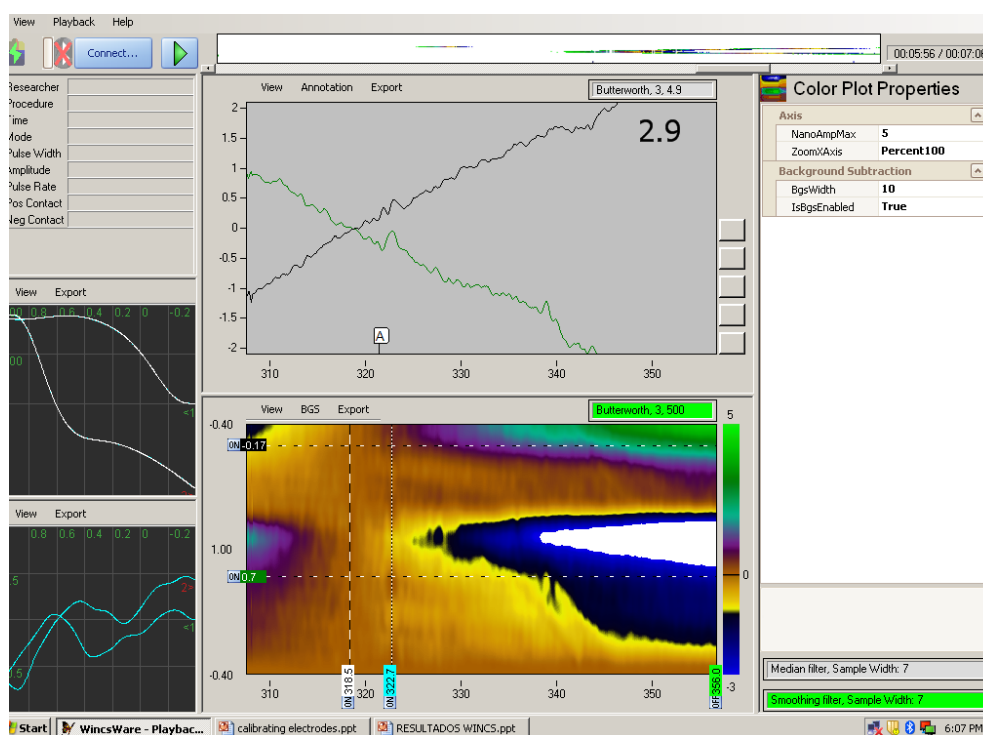 View Playback Help
Connect...
00:05:56 / 00:07:06
Researcher
Procedure
Time
Mode
Pulse Width
Amplitude
Pulse Rate
Pos Contact
Neg Contact
View Annotation Export
Butterworth, 3, 4.9
2.9
2
1.5
1
0.5
0
-0.5
-1
-1.5
-2
A
310 320 330 340 350
Color Plot Properties
Axis
NanoAmpMax 5
ZoomXAxis Percent100
Background Subtraction
BgsWidth 10
IsBgsEnabled True
View Export
0.8 0.6 0.4 0.2 0 -0.2
<1
View Export
0.8 0.6 0.4 0.2 0 -0.2
2>
<1
View BGS Export
Butterworth, 3, 500
5
-0.40
ON -0.17
1.00
ON 0.7
0
-0.40
-3
ON 318.5
ON 322.7
OFF 356.0
310 320 330 340 350
Median filter, Sample Width: 7
Smoothing filter, Sample Width: 7
Start WincsWare - Playbac... calibrating electrodes.ppt RESULTADOS WINCS.ppt 6:07 PM